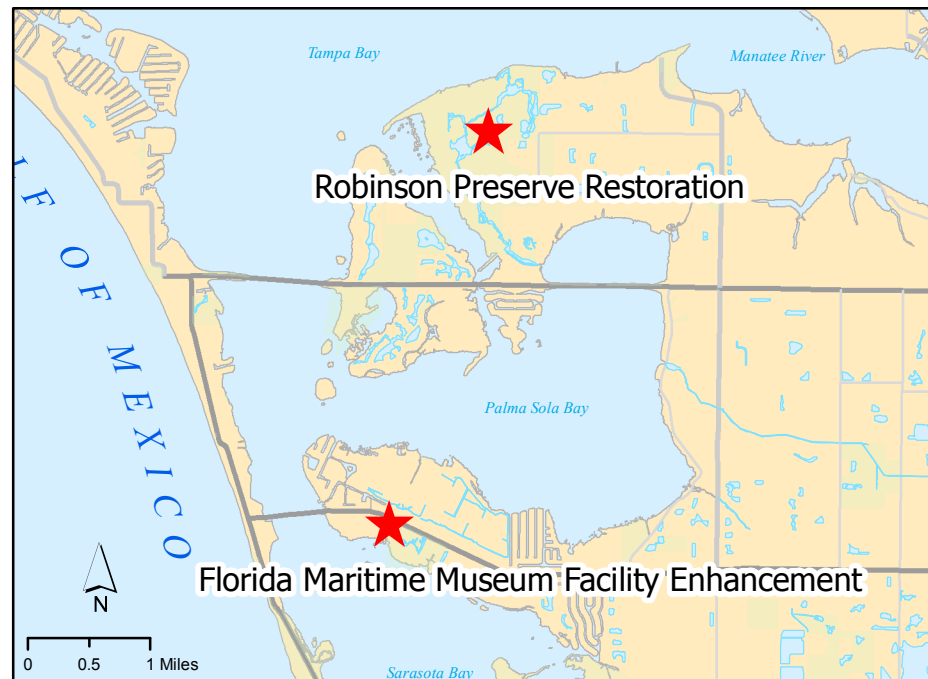 Tampa Bay
Manatee River
Robinson Preserve Restoration
LF OF MEXICO
Palma Sola Bay
Florida Maritime Museum Facility Enhancement
N
0 0.5 1 Miles
Sarasota Bay